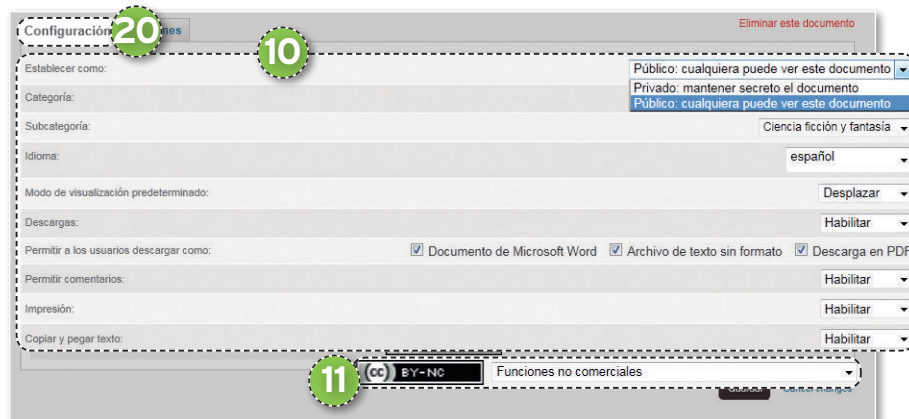 Configuración 20 nes Eliminar este documento
10
Establecer como: Público: cualquiera puede ver este documento
Privado: mantener secreto el documento
Categoría: Público: cualquiera puede ver este documento
Subcategoría: Ciencia ficción y fantasía
Idioma: español
Modo de visualización predeterminado: Desplazar
Descargas: Habilitar
Permitir a los usuarios descargar como: Documento de Microsoft Word Archivo de texto sin formato Descarga en PDF
Permitir comentarios: Habilitar
Impresión: Habilitar
Copiar y pegar texto: Habilitar
11 (cc) BY-NC Funciones no comerciales